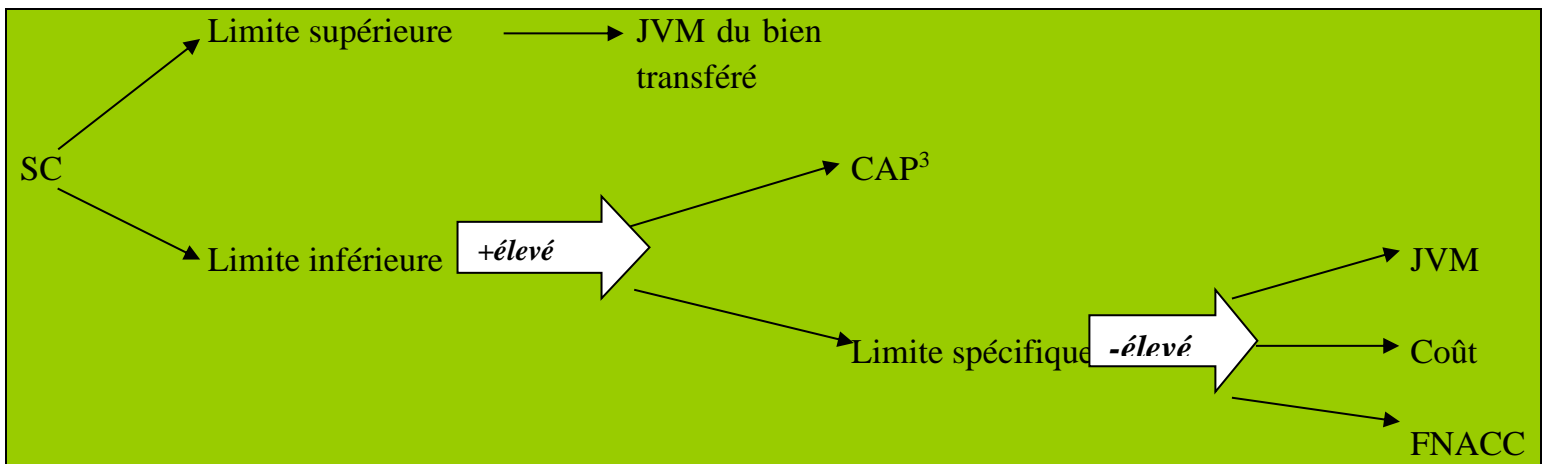 Limite supérieure
JVM du bien
transféré
SC
CAP³
Limite inférieure
+élevé
JVM
Limite spécifique
-élevé
Coût
FNACC